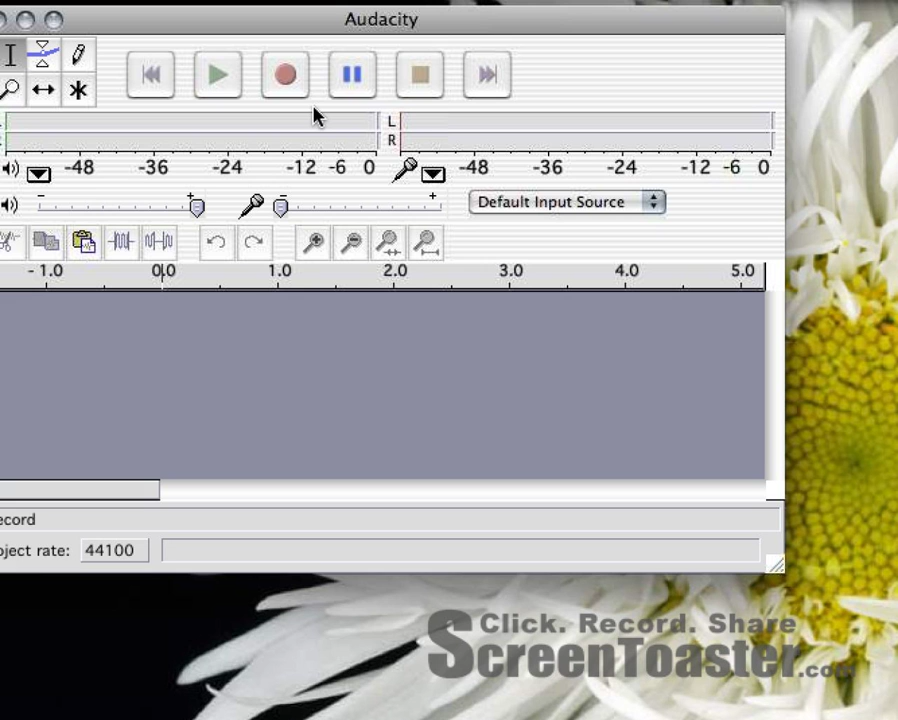 Audacity
L
R
-48 -36 -24 -12 -6 0 -48 -36 -24 -12 -6 0
- + - + Default Input Source
- 1.0 0.0 1.0 2.0 3.0 4.0 5.0
ecord
oject rate: 44100
Click. Record. Share
ScreenToaster.com